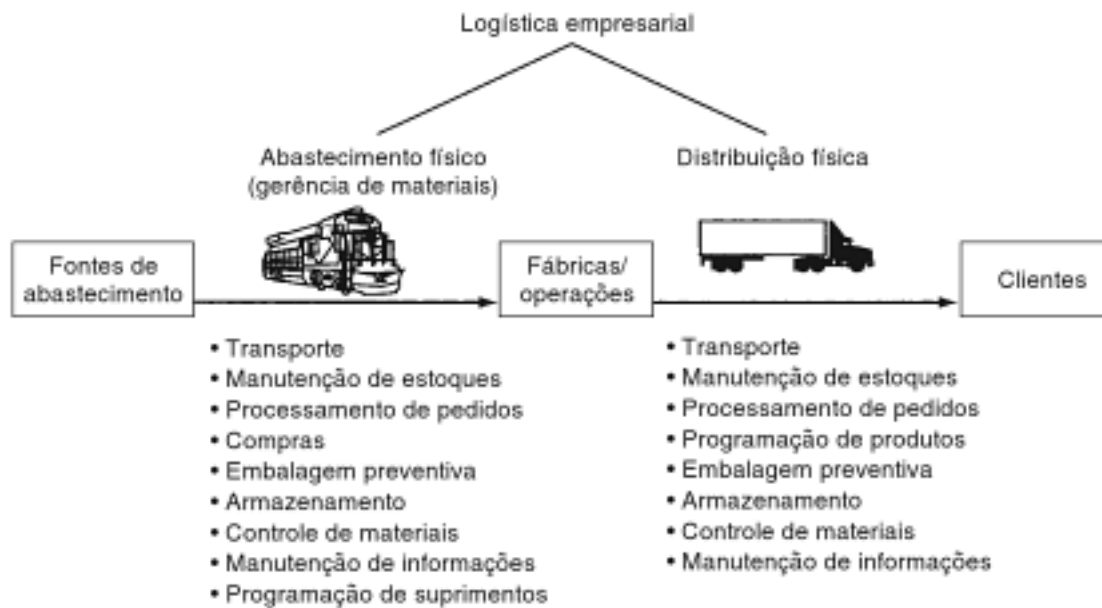 Logística empresarial
Abastecimento físico
(gerência de materiais)
Distribuição física
Fontes de
abastecimento
Fábricas/
operações
Clientes
• Transporte
• Manutenção de estoques
• Processamento de pedidos
• Compras
• Embalagem preventiva
• Armazenamento
• Controle de materiais
• Manutenção de informações
• Programação de suprimentos
• Transporte
• Manutenção de estoques
• Processamento de pedidos
• Programação de produtos
• Embalagem preventiva
• Armazenamento
• Controle de materiais
• Manutenção de informações